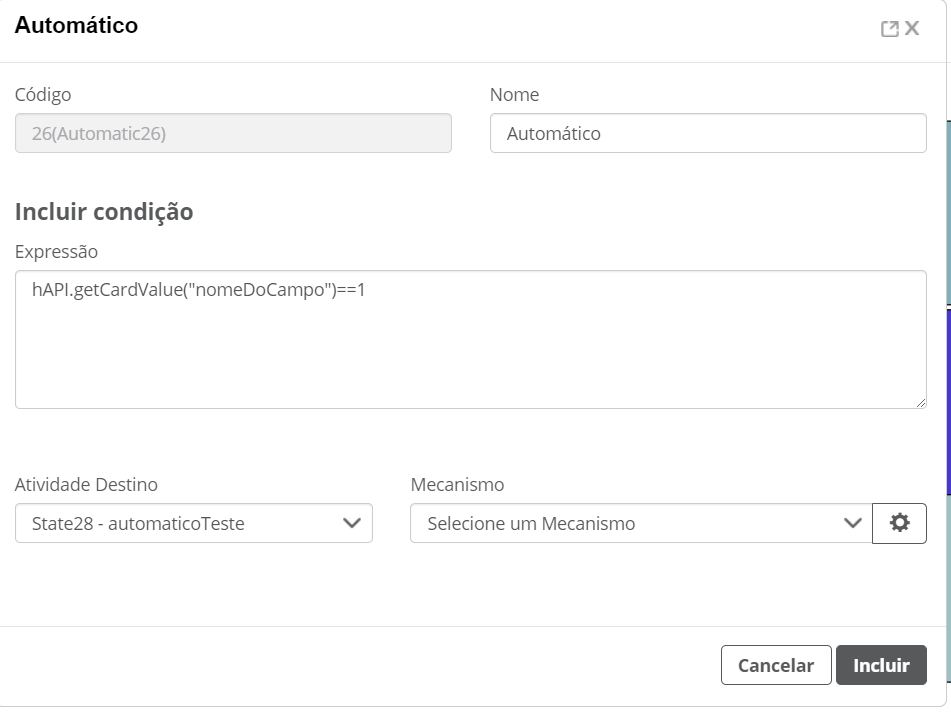 Automático
Código
Nome
26(Automatic26)
Automático
Incluir condição
Expressão
hAPI.getCardValue("nomeDoCampo")==1
Atividade Destino
Mecanismo
State28 - automaticoTeste
Selecione um Mecanismo
Cancelar
Incluir